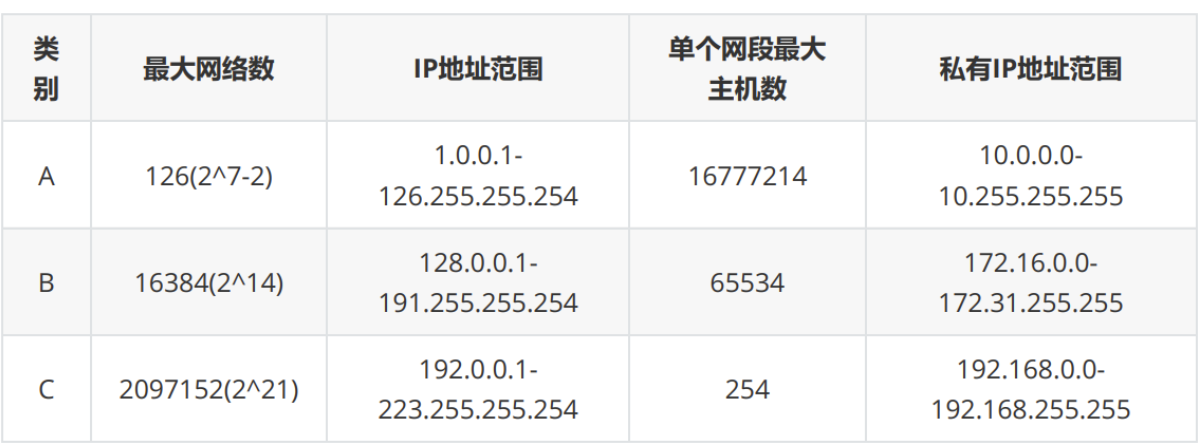 类别
最大网络数
IP地址范围
单个网段最大
主机数
私有IP地址范围
A
126(2^7-2)
1.0.0.1-
126.255.255.254
16777214
10.0.0.0-
10.255.255.255
B
16384(2^14)
128.0.0.1-
191.255.255.254
65534
172.16.0.0-
172.31.255.255
C
2097152(2^21)
192.0.0.1-
223.255.255.254
254
192.168.0.0-
192.168.255.255